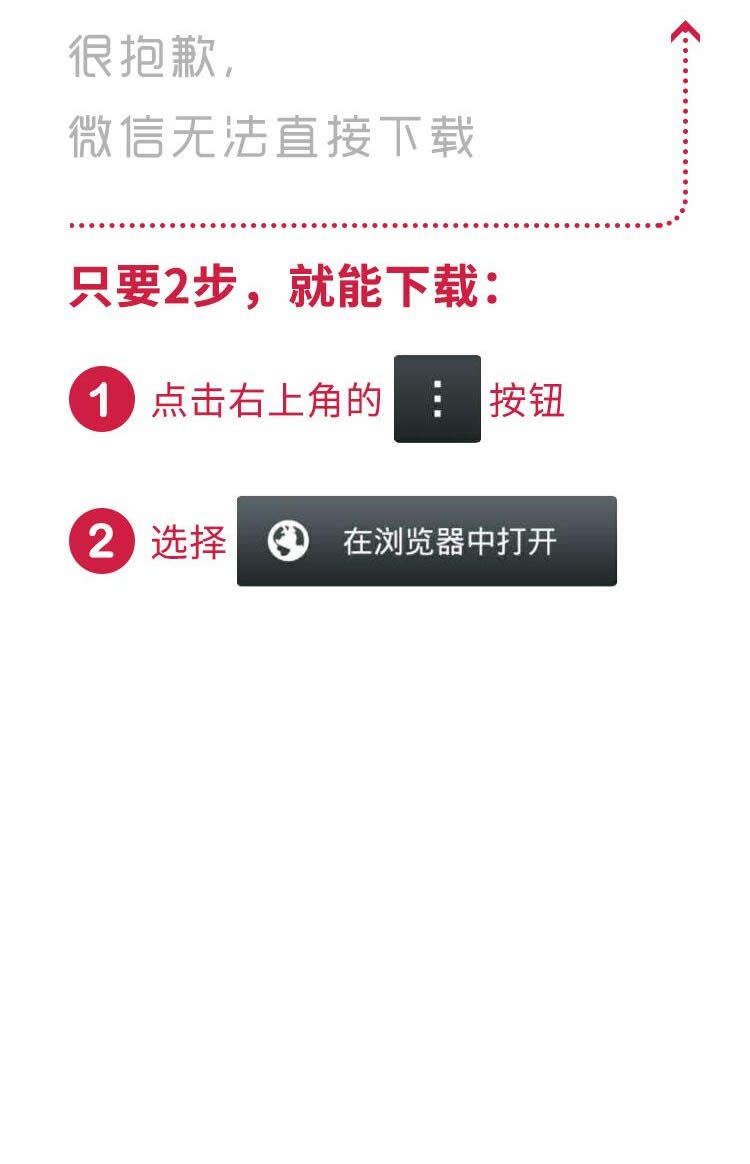 很抱歉,
微信无法直接下载
只要2步，就能下载：
1 点击右上角的 按钮
2 选择 在浏览器中打开